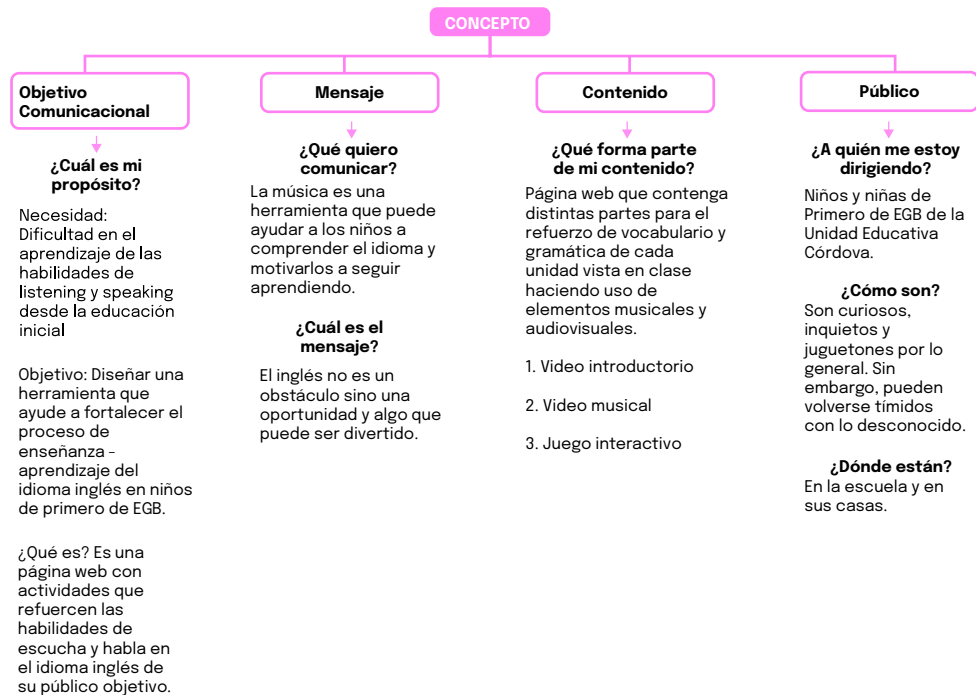 CONCEPTO
Objetivo
Comunicacional
¿Cuál es mi
propósito?
Necesidad:
Dificultad en el
aprendizaje de las
habilidades de
listening y speaking
desde la educación
inicial
Objetivo: Diseñar una
herramienta que
ayude a fortalecer el
proceso de
enseñanza -
aprendizaje del
idioma inglés en niños
de primero de EGB.
¿Qué es? Es una
página web con
actividades que
refuercen las
habilidades de
escucha y habla en
el idioma inglés de
su público objetivo.
Mensaje
¿Qué quiero
comunicar?
La música es una
herramienta que puede
ayudar a los niños a
comprender el idioma y
motivarlos a seguir
aprendiendo.
¿Cuál es el
mensaje?
El inglés no es un
obstáculo sino una
oportunidad y algo que
puede ser divertido.
Contenido
¿Qué forma parte
de mi contenido?
Página web que contenga
distintas partes para el
refuerzo de vocabulario y
gramática de cada
unidad vista en clase
haciendo uso de
elementos musicales y
audiovisuales.
1. Video introductorio
2. Video musical
3. Juego interactivo
Público
¿A quién me estoy
dirigiendo?
Niños y niñas de
Primero de EGB de la
Unidad Educativa
Córdova.
¿Cómo son?
Son curiosos,
inquietos y
juguetones por lo
general. Sin
embargo, pueden
volverse tímidos
con lo desconocido.
¿Dónde están?
En la escuela y en
sus casas.